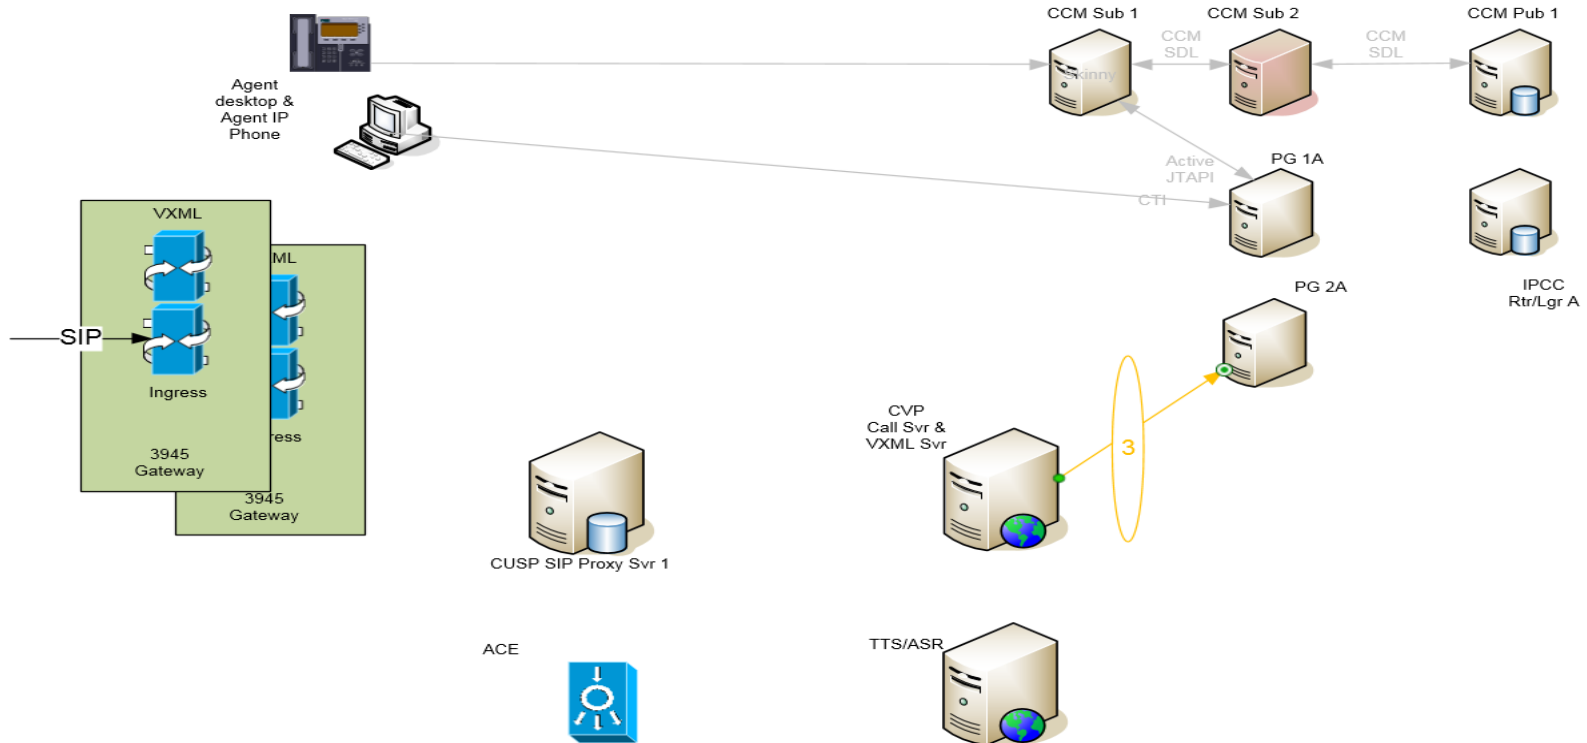 CCM Sub 1
CCM Sub 2
CCM Pub 1
CCM
SDL
CCM
SDL
Skinny
Agent
desktop &
Agent IP
Phone
Active
JTAPI
PG 1A
CTI
VXML
ML
IPCC
Rtr/Lgr A
PG 2A
SIP
Ingress
ress
3945
Gateway
3945
Gateway
CVP
Call Svr &
VXML Svr
3
CUSP SIP Proxy Svr 1
ACE
TTS/ASR